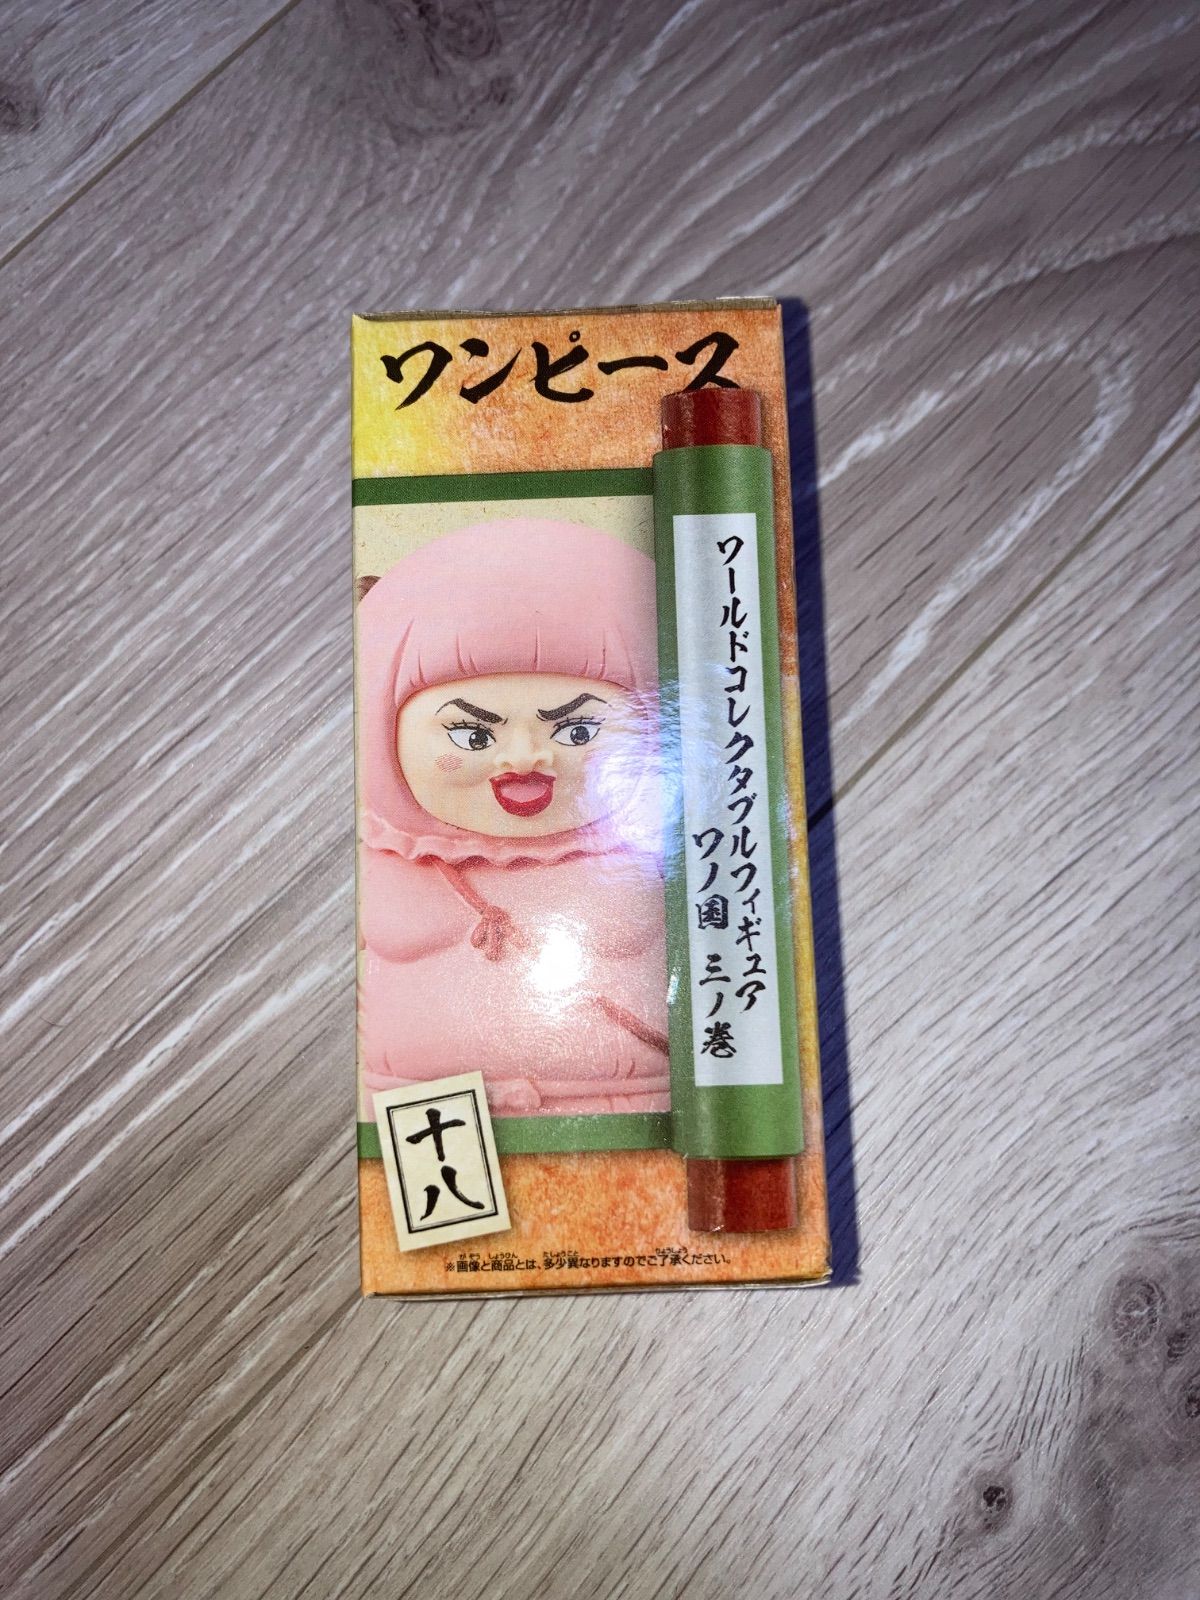 ワンピース
ワールドコレクタブルフィギュア
ワノ国 三ノ巻
十八
※画像と商品とは、多少異なりますのでご了承ください。